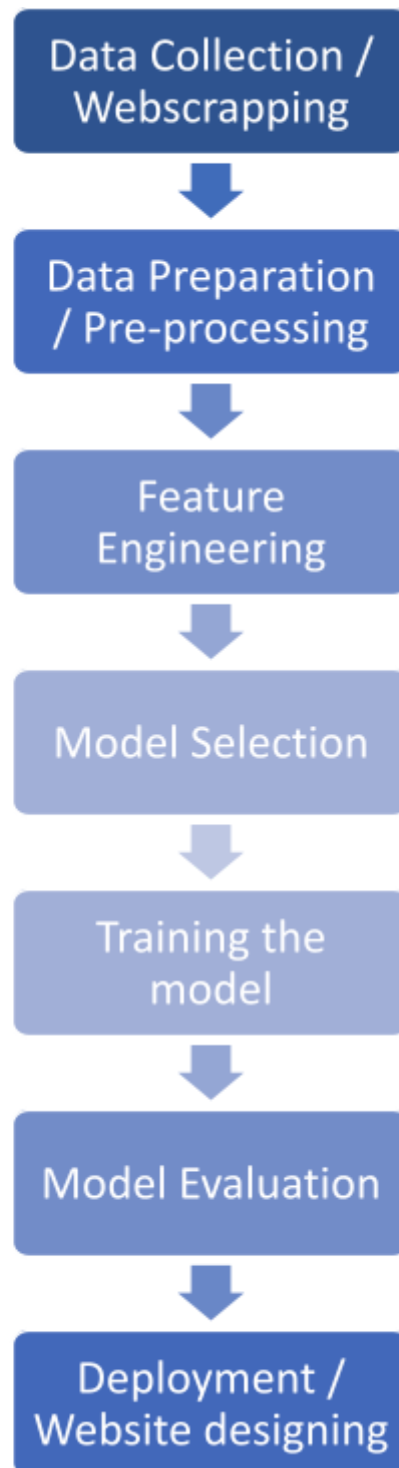 Data Collection /
Webscrapping
Data Preparation
/ Pre-processing
Feature
Engineering
Model Selection
Training the
model
Model Evaluation
Deployment /
Website designing